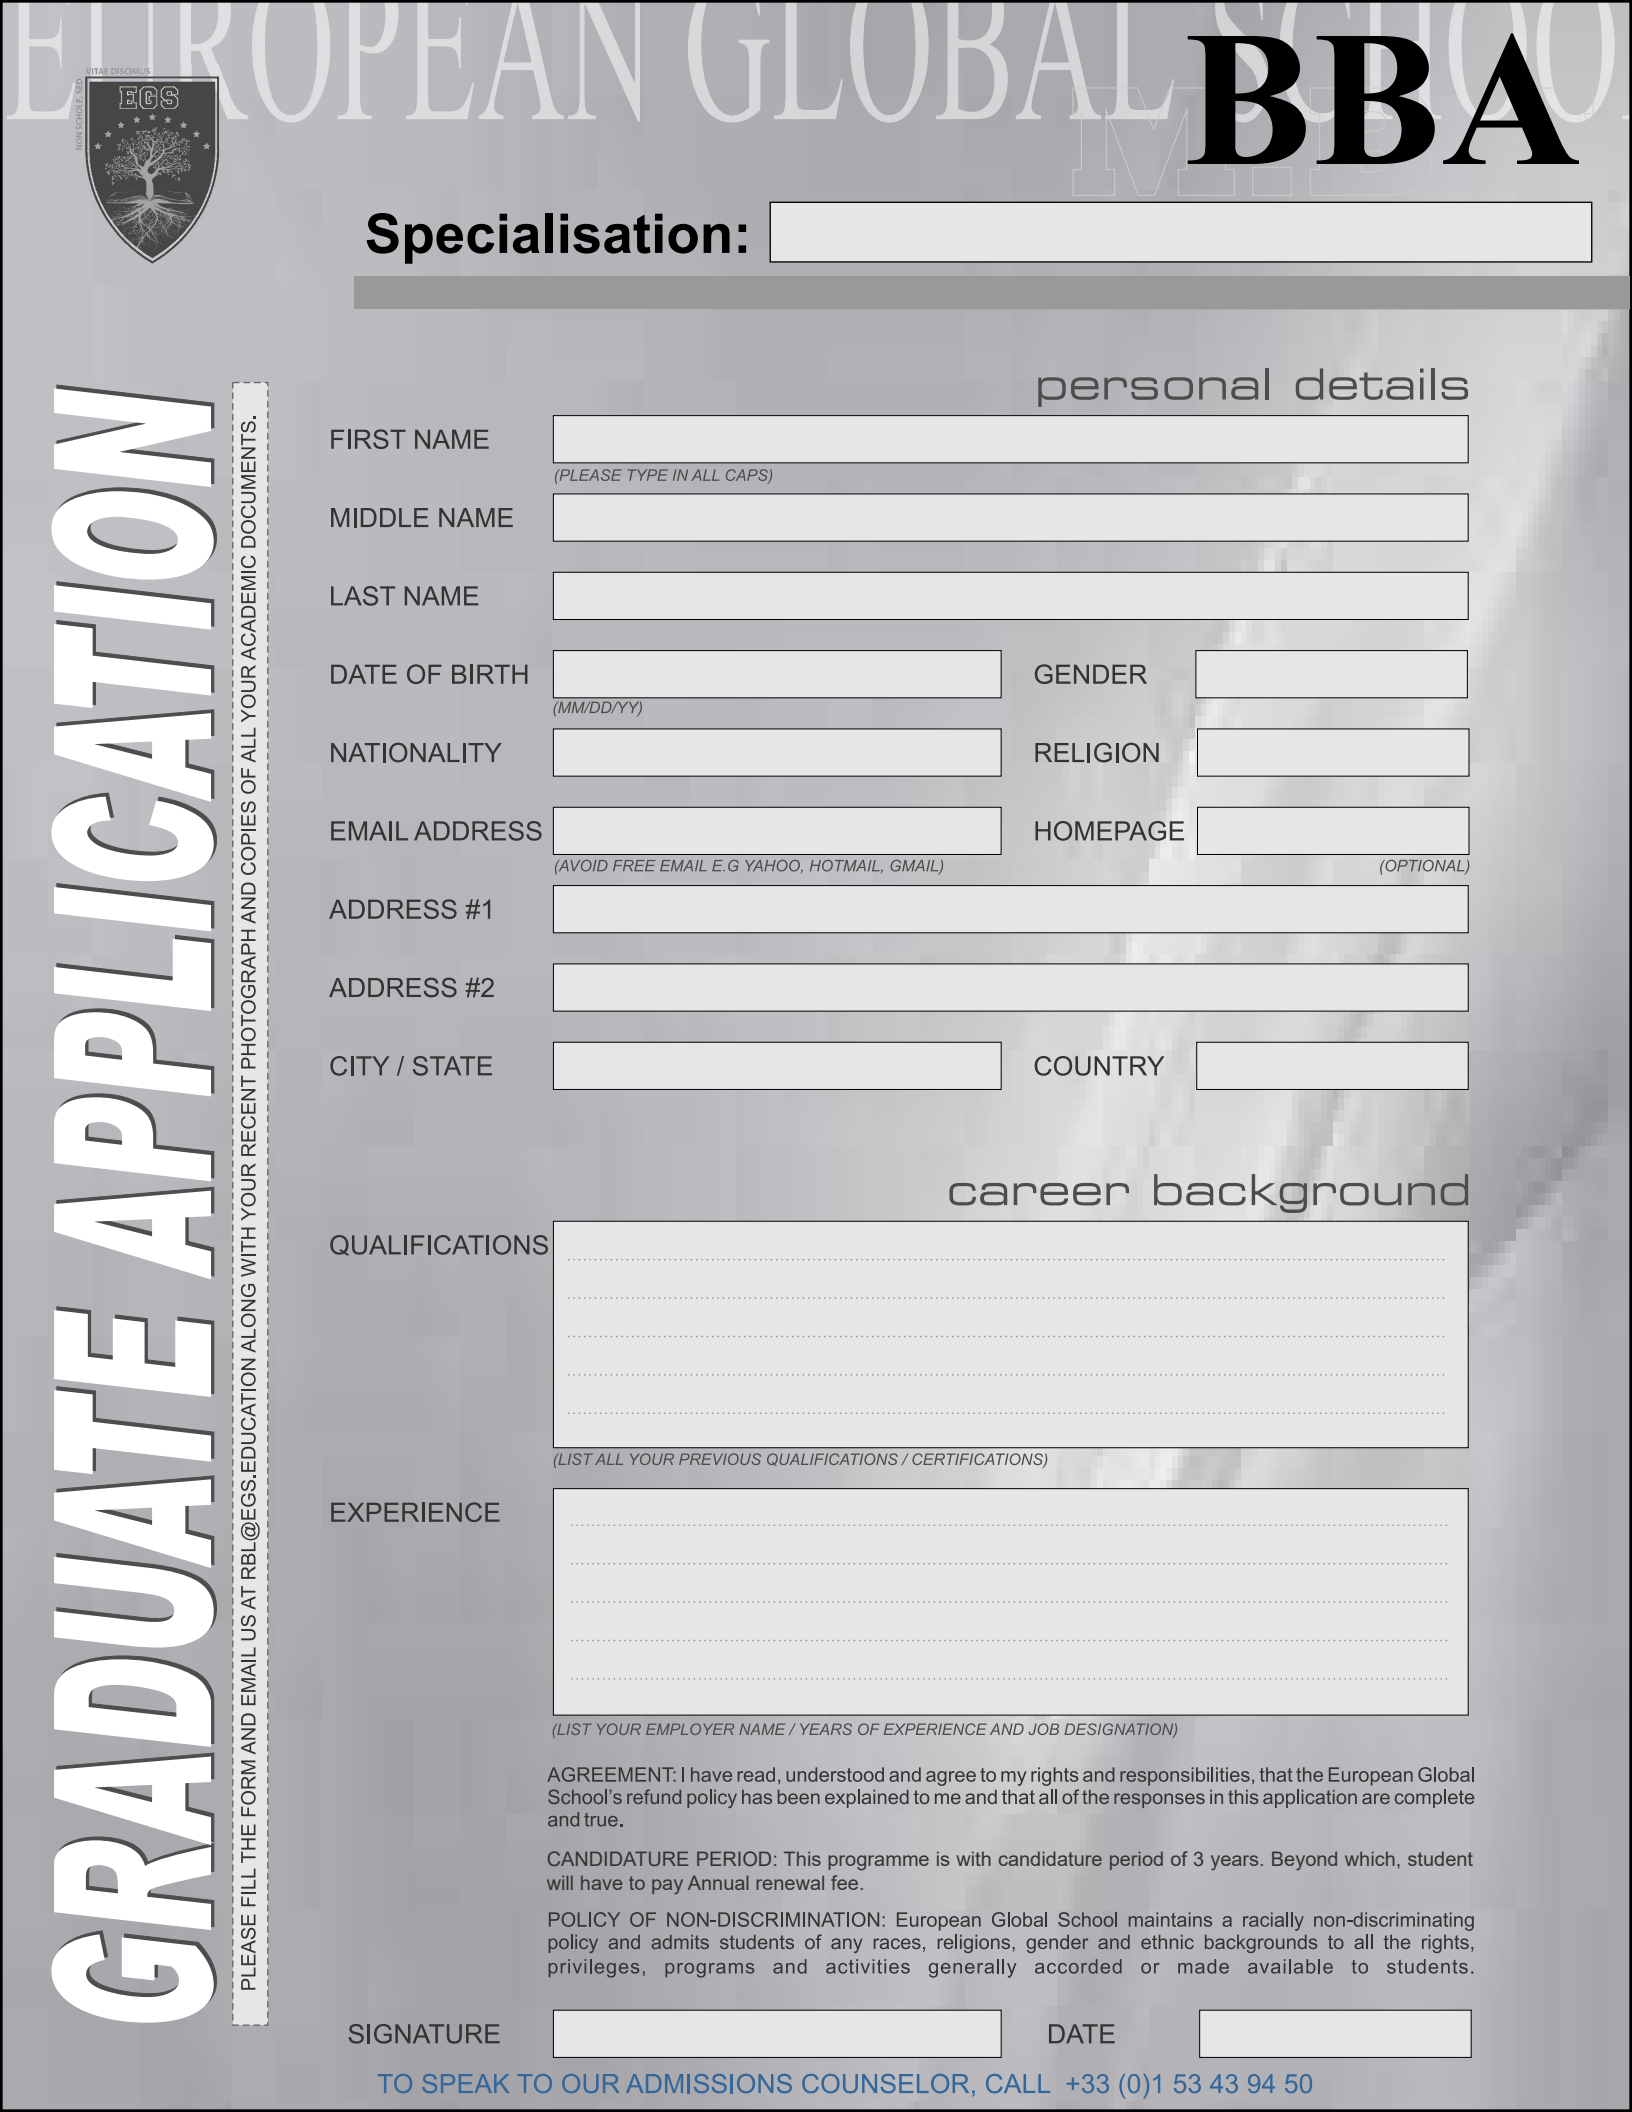 EUROPEAN GLOBAL SCHOOL
BBA
MBA
VITAE DISCIMUS
NON SCHOLE, SED
EGS
Specialisation:
GRADUATE APPLICATION
PLEASE FILL THE FORM AND EMAIL US AT RBL@EGS.EDUCATION ALONG WITH YOUR RECENT PHOTOGRAPH AND COPIES OF ALL YOUR ACADEMIC DOCUMENTS.
personal details
FIRST NAME
(PLEASE TYPE IN ALL CAPS)
MIDDLE NAME
LAST NAME
DATE OF BIRTH GENDER
(MM/DD/YY)
NATIONALITY RELIGION
EMAIL ADDRESS HOMEPAGE
(AVOID FREE EMAIL E.G YAHOO, HOTMAIL, GMAIL) (OPTIONAL)
ADDRESS #1
ADDRESS #2
CITY / STATE COUNTRY
career background
QUALIFICATIONS
(LIST ALL YOUR PREVIOUS QUALIFICATIONS / CERTIFICATIONS)
EXPERIENCE
(LIST YOUR EMPLOYER NAME / YEARS OF EXPERIENCE AND JOB DESIGNATION)
AGREEMENT: I have read, understood and agree to my rights and responsibilities, that the European Global
School's refund policy has been explained to me and that all of the responses in this application are complete
and true.
CANDIDATURE PERIOD: This programme is with candidature period of 3 years. Beyond which, student
will have to pay Annual renewal fee.
POLICY OF NON-DISCRIMINATION: European Global School maintains a racially non-discriminating
policy and admits students of any races, religions, gender and ethnic backgrounds to all the rights,
privileges, programs and activities generally accorded or made available to students.
SIGNATURE DATE
TO SPEAK TO OUR ADMISSIONS COUNSELOR, CALL +33 (0)1 53 43 94 50